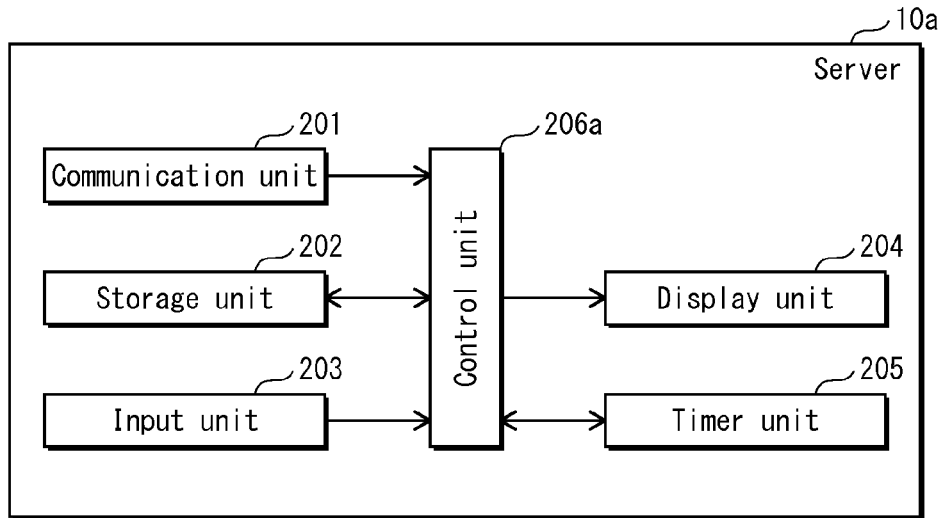 10a
Server
201
Communication unit
206a
Control unit
202
Storage unit
204
Display unit
203
Input unit
205
Timer unit